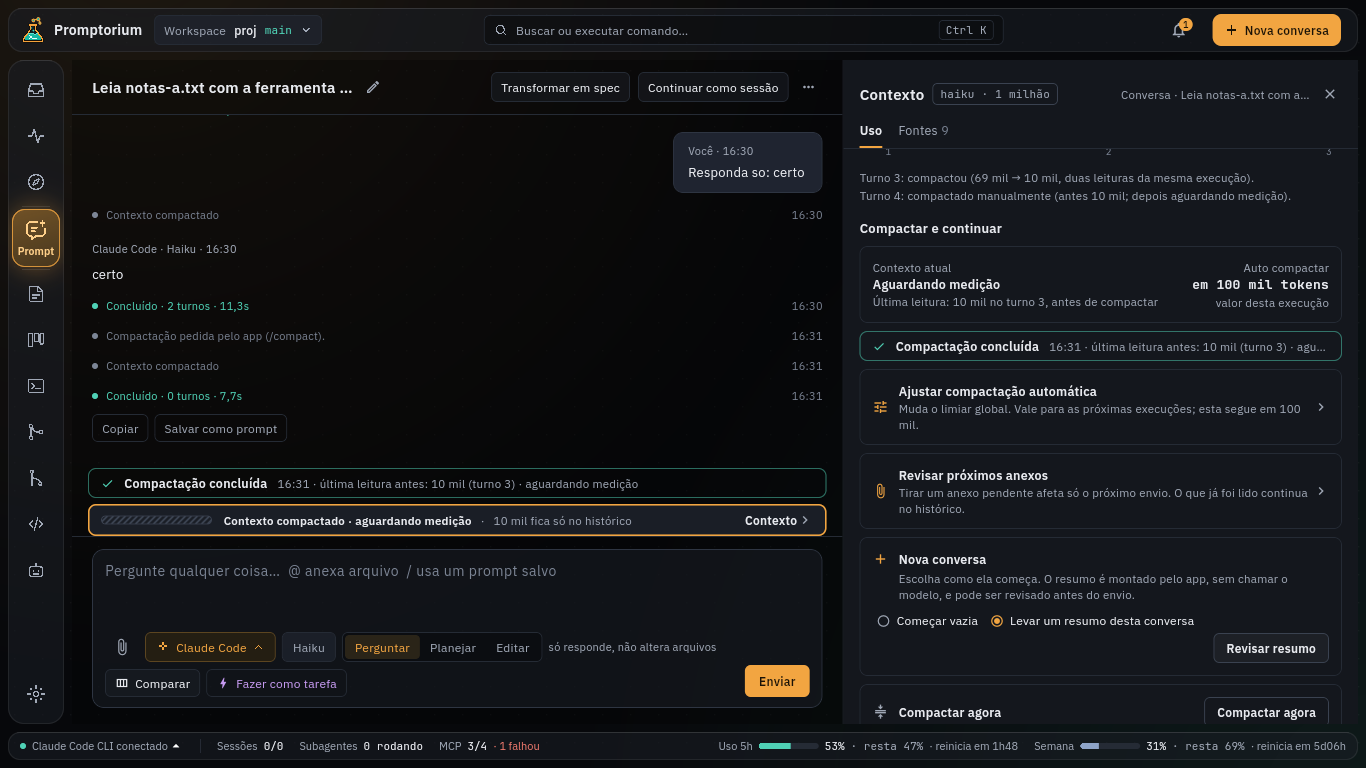 Promptorium
Workspace proj main
Buscar ou executar comando... Ctrl K
1
Nova conversa
Prompt
Leia notas-a.txt com a ferramenta ...
Transformar em spec
Continuar como sessão
Você · 16:30
Responda so: certo
Contexto compactado 16:30
Claude Code · Haiku · 16:30
certo
Concluído · 2 turnos · 11,3s 16:30
Compactação pedida pelo app (/compact). 16:31
Contexto compactado 16:31
Concluído · 0 turnos · 7,7s 16:31
Copiar
Salvar como prompt
Compactação concluída 16:31 · última leitura antes: 10 mil (turno 3) · aguardando medição
Contexto compactado · aguardando medição · 10 mil fica só no histórico Contexto
Pergunte qualquer coisa... @ anexa arquivo / usa um prompt salvo
Claude Code
Haiku
Perguntar Planejar Editar
só responde, não altera arquivos
Comparar
Fazer como tarefa
Enviar
Contexto
haiku · 1 milhão
Conversa · Leia notas-a.txt com a...
Uso
Fontes 9
1 2 3
Turno 3: compactou (69 mil → 10 mil, duas leituras da mesma execução).
Turno 4: compactado manualmente (antes 10 mil; depois aguardando medição).
Compactar e continuar
Contexto atual Auto compactar
Aguardando medição em 100 mil tokens
Última leitura: 10 mil no turno 3, antes de compactar valor desta execução
Compactação concluída 16:31 · última leitura antes: 10 mil (turno 3) · agu...
Ajustar compactação automática
Muda o limiar global. Vale para as próximas execuções; esta segue em 100
mil.
Revisar próximos anexos
Tirar um anexo pendente afeta só o próximo envio. O que já foi lido continua
no histórico.
Nova conversa
Escolha como ela começa. O resumo é montado pelo app, sem chamar o
modelo, e pode ser revisado antes do envio.
Começar vazia
Levar um resumo desta conversa
Revisar resumo
Compactar agora
Compactar agora
Claude Code CLI conectado
Sessões 0/0
Subagentes 0 rodando
MCP 3/4 · 1 falhou
Uso 5h 53% · resta 47% · reinicia em 1h48
Semana 31% · resta 69% · reinicia em 5d06h